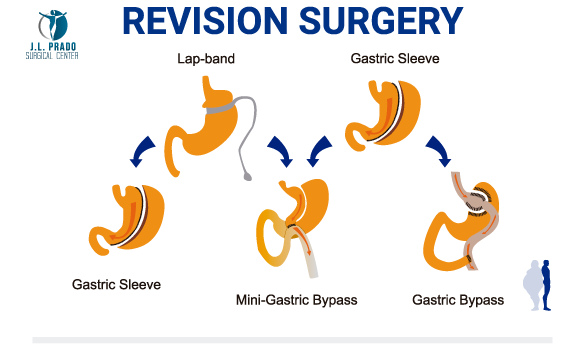 REVISION SURGERY
J.L. PRADO
SURGICAL CENTER
Lap-band
Gastric Sleeve
Gastric Sleeve
Mini-Gastric Bypass
Gastric Bypass